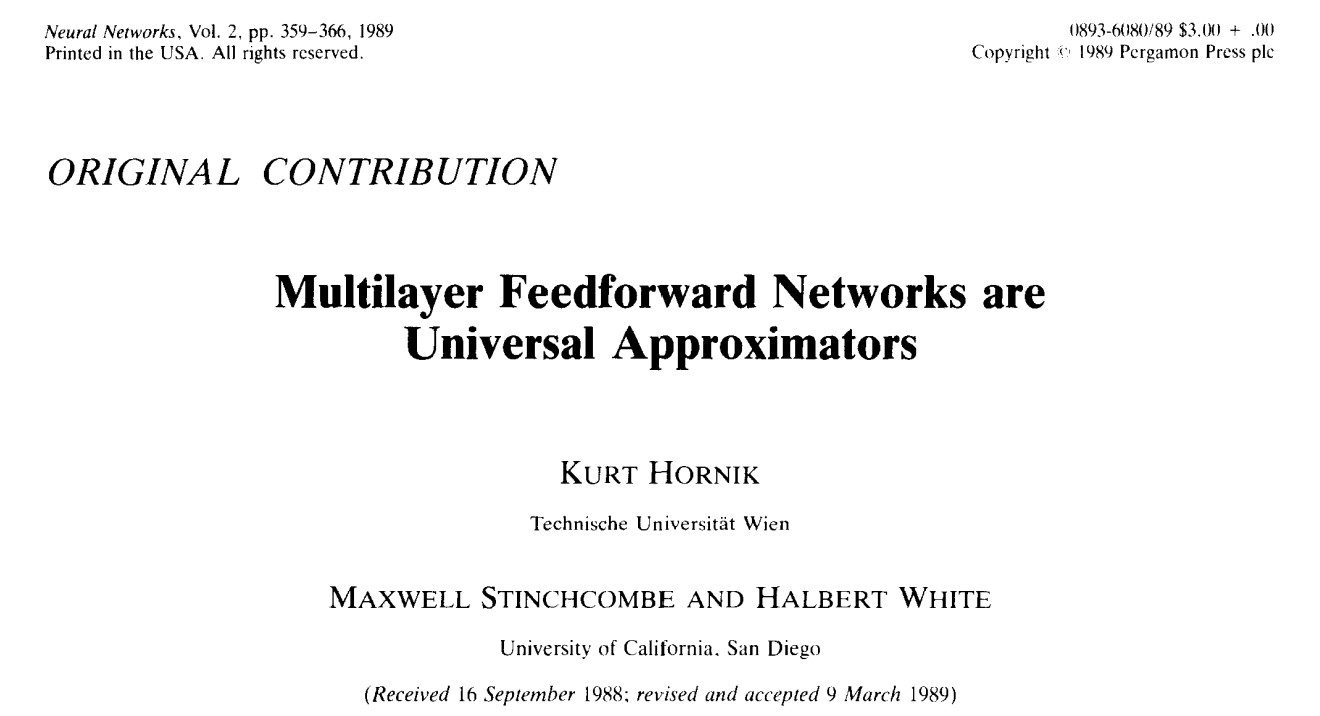 Neural Networks, Vol. 2, pp. 359–366, 1989
Printed in the USA. All rights reserved.
0893-6080/89 $3.00 + .00
Copyright © 1989 Pergamon Press plc
ORIGINAL CONTRIBUTION
Multilayer Feedforward Networks are
Universal Approximators
KURT HORNIK
Technische Universität Wien
MAXWELL STINCHCOMBE AND HALBERT WHITE
University of California, San Diego
(Received 16 September 1988; revised and accepted 9 March 1989)